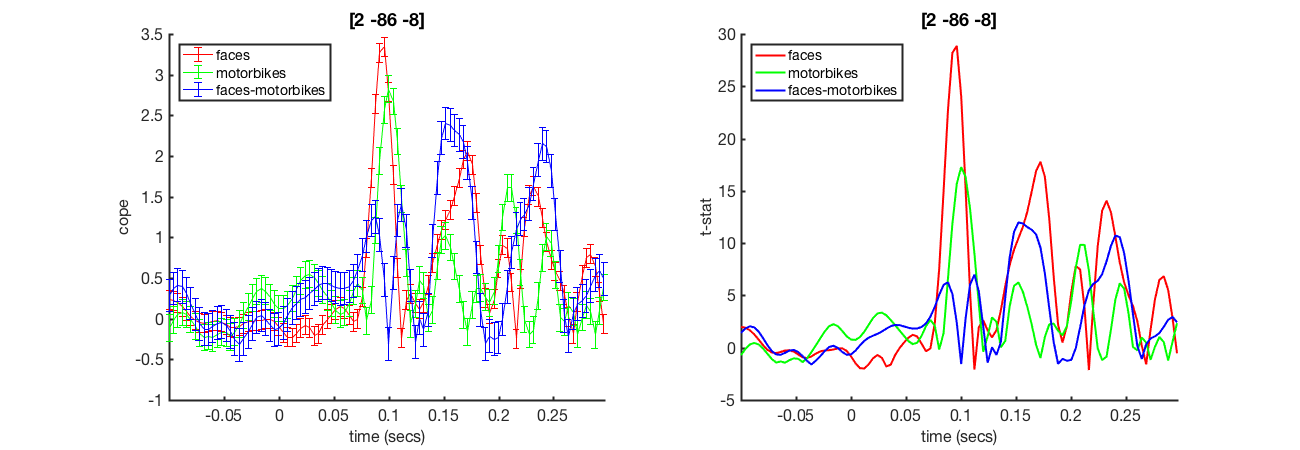 [2 -86 -8]
3.5
3
2.5
2
1.5
1
0.5
0
-0.5
-1
cope
faces
motorbikes
faces-motorbikes
-0.05
0
0.05
0.1
0.15
0.2
0.25
time (secs)
[2 -86 -8]
30
25
20
15
10
5
0
-5
t-stat
faces
motorbikes
faces-motorbikes
-0.05
0
0.05
0.1
0.15
0.2
0.25
time (secs)